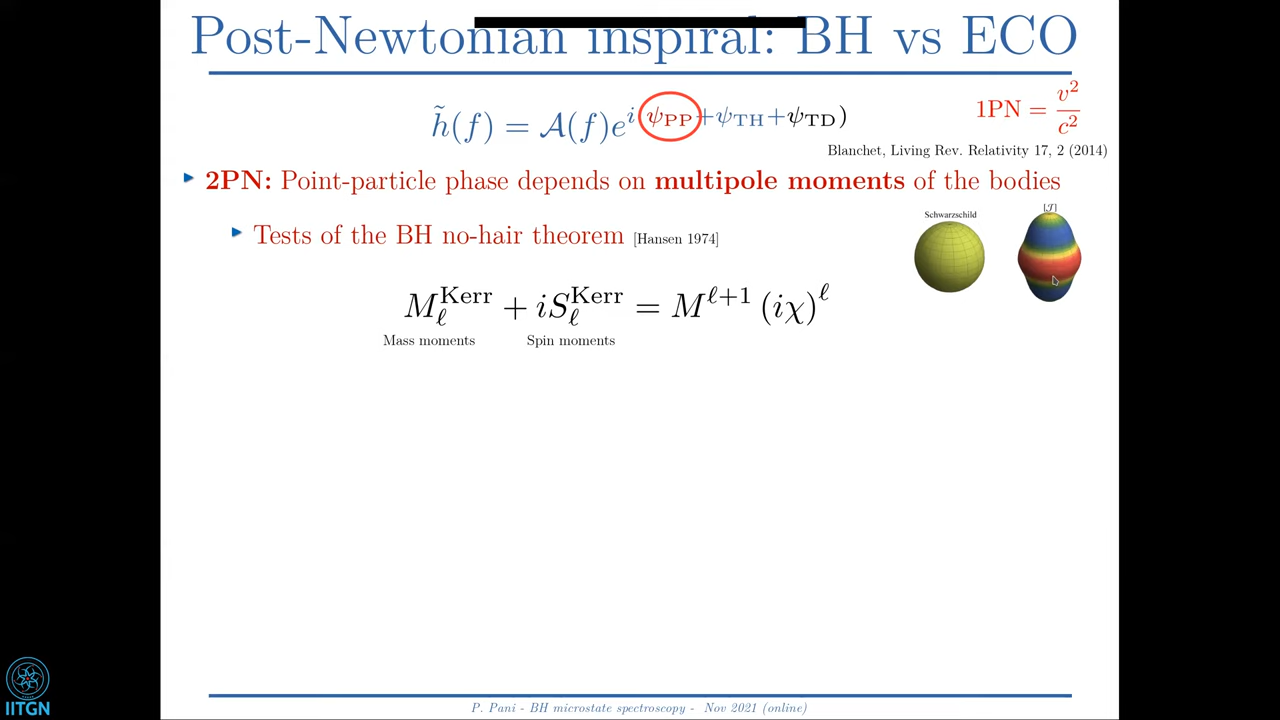 Post-Newtonian inspiral: BH vs ECO
h̃(f) = 𝒜(f)e^{i(ψ_PP+ψ_TH+ψ_TD)}
1PN = v²/c²
Blanchet, Living Rev. Relativity 17, 2 (2014)
2PN: Point-particle phase depends on multipole moments of the bodies
Tests of the BH no-hair theorem [Hansen 1974]
Schwarzschild
M_ℓ^Kerr + iS_ℓ^Kerr = M^{ℓ+1} (iχ)^ℓ
Mass moments Spin moments
P. Pani - BH microstate spectroscopy - Nov 2021 (online)
IITGN